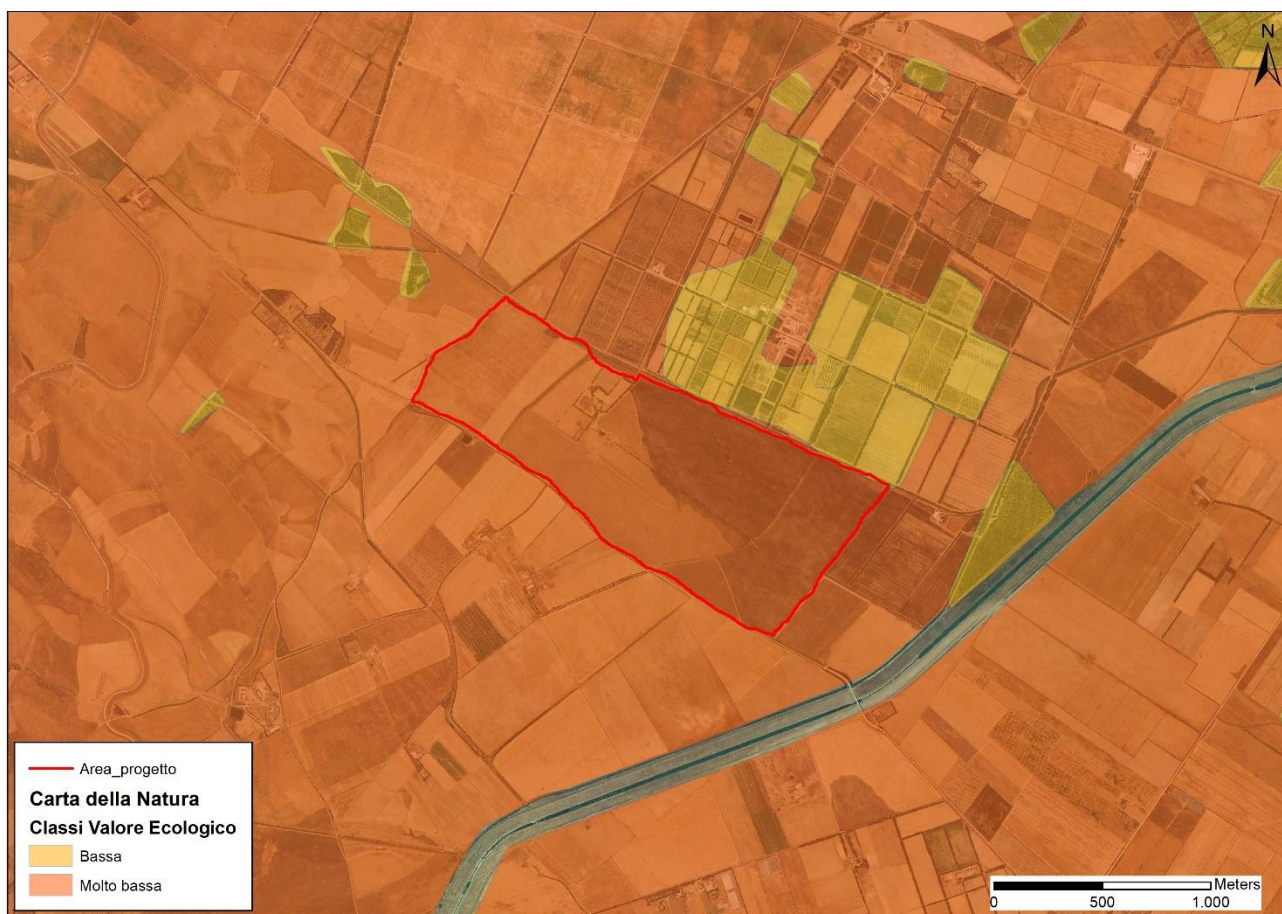 N
Area_progetto
Carta della Natura
Classi Valore Ecologico
Bassa
Molto bassa
Meters
0 500 1.000